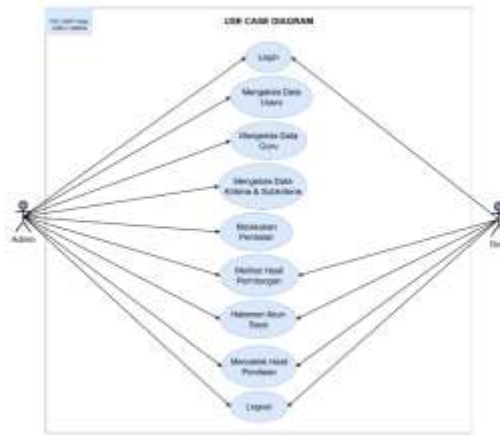 USE CASE DIAGRAM
Login
Mengelola Data
Users
Mengelola Data
Guru
Mengelola Data
Kriteria & Subkriteria
Melakukan
Penilaian
Melihat Hasil
Perhitungan
Admin
Halaman Akun
Saya
Mencetak Hasil
Penilaian
Logout